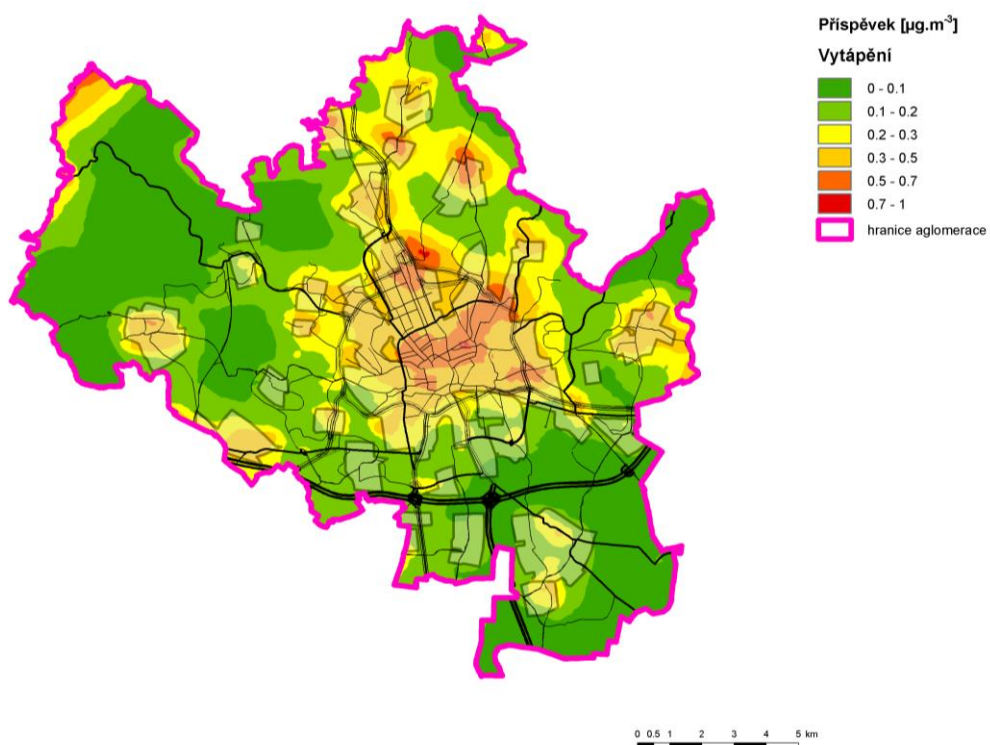 Příspěvek [µg.m-3]
Vytápění
0 - 0.1
0.1 - 0.2
0.2 - 0.3
0.3 - 0.5
0.5 - 0.7
0.7 - 1
hranice aglomerace
0 0.5 1 2 3 4 5 km